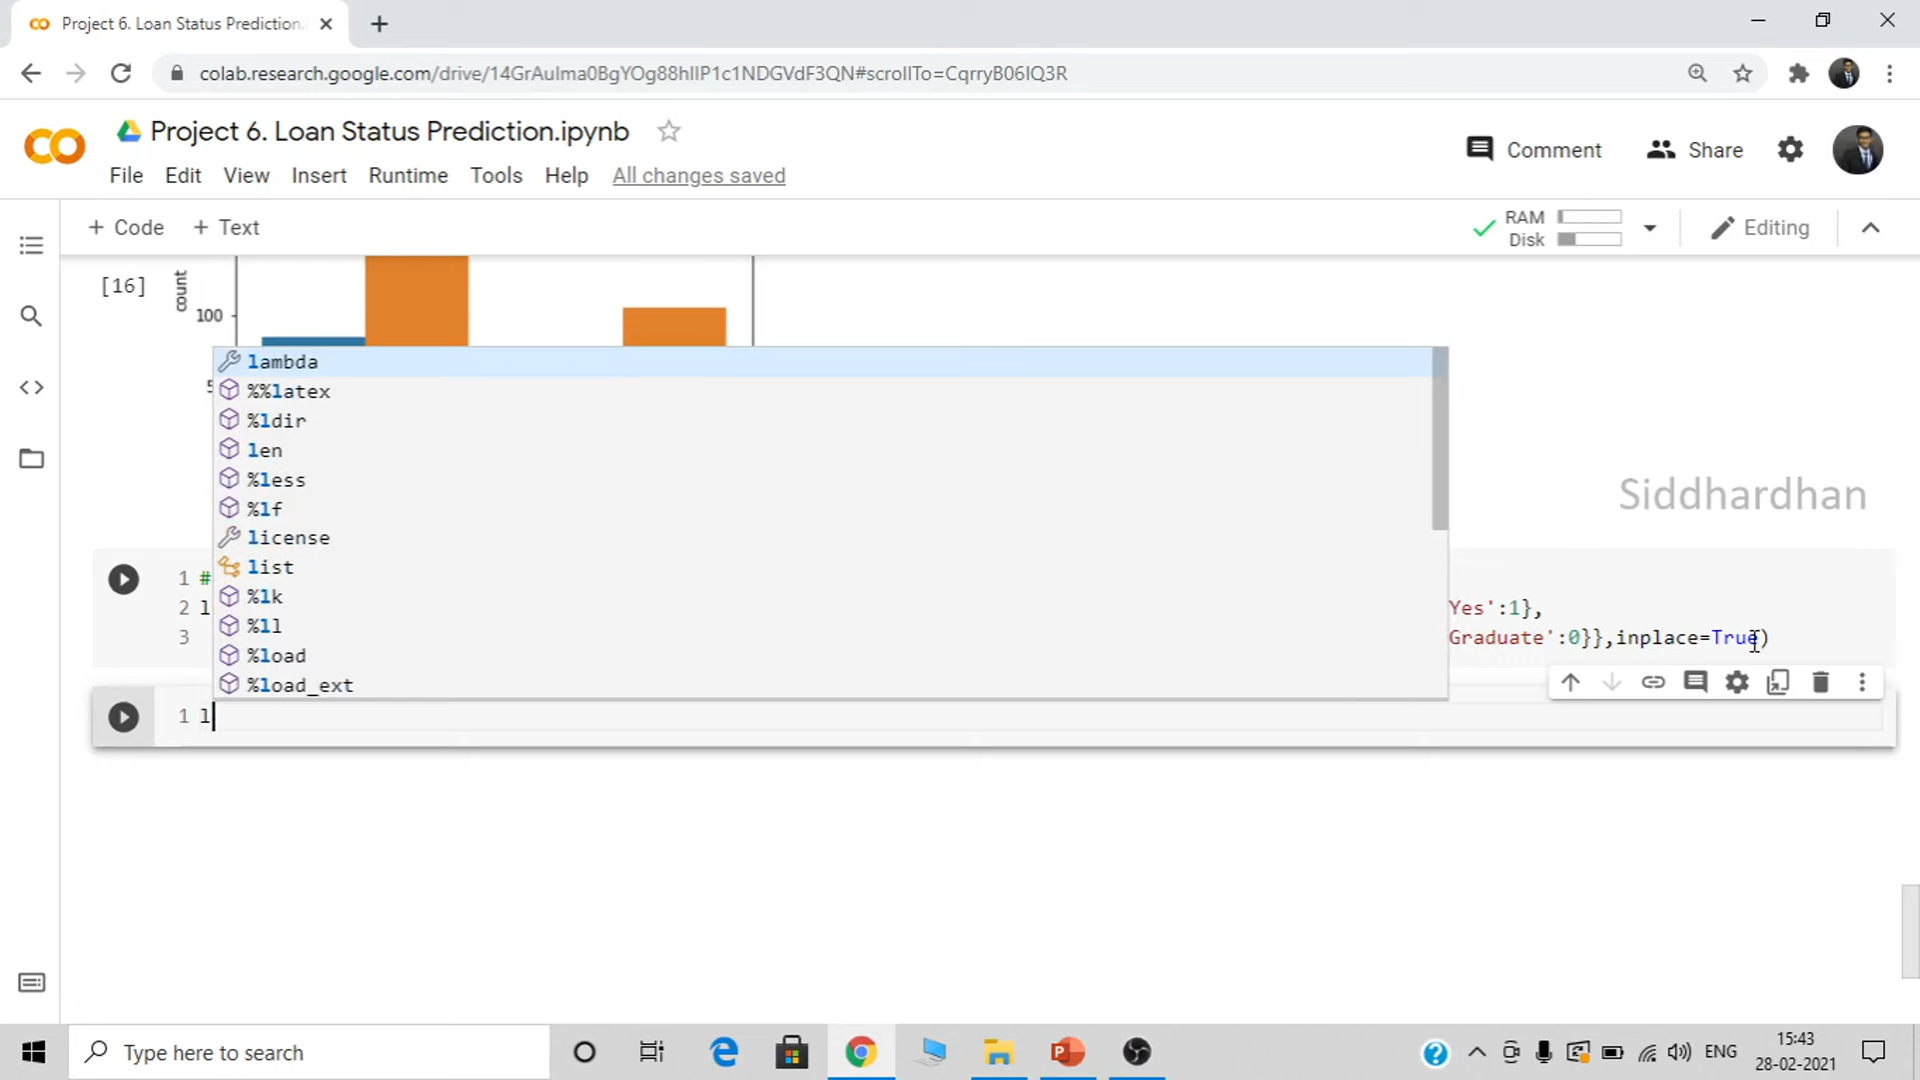 Project 6. Loan Status Prediction.
colab.research.google.com/drive/14GrAuIma0BgYOg88hIIP1c1NDGVdF3QN#scrollTo=CqrryB06IQ3R
CO Project 6. Loan Status Prediction.ipynb
Comment Share
File Edit View Insert Runtime Tools Help All changes saved
+ Code + Text
RAM
Disk
Editing
[16]
count
100
5
lambda
%%latex
%ldir
len
%less
%lf
license
list
%lk
%ll
%load
%load_ext
Siddhardhan
1 #
2 l Yes':1},
3 Graduate':0}},inplace=True)
1 l
Type here to search
ENG
15:43
28-02-2021